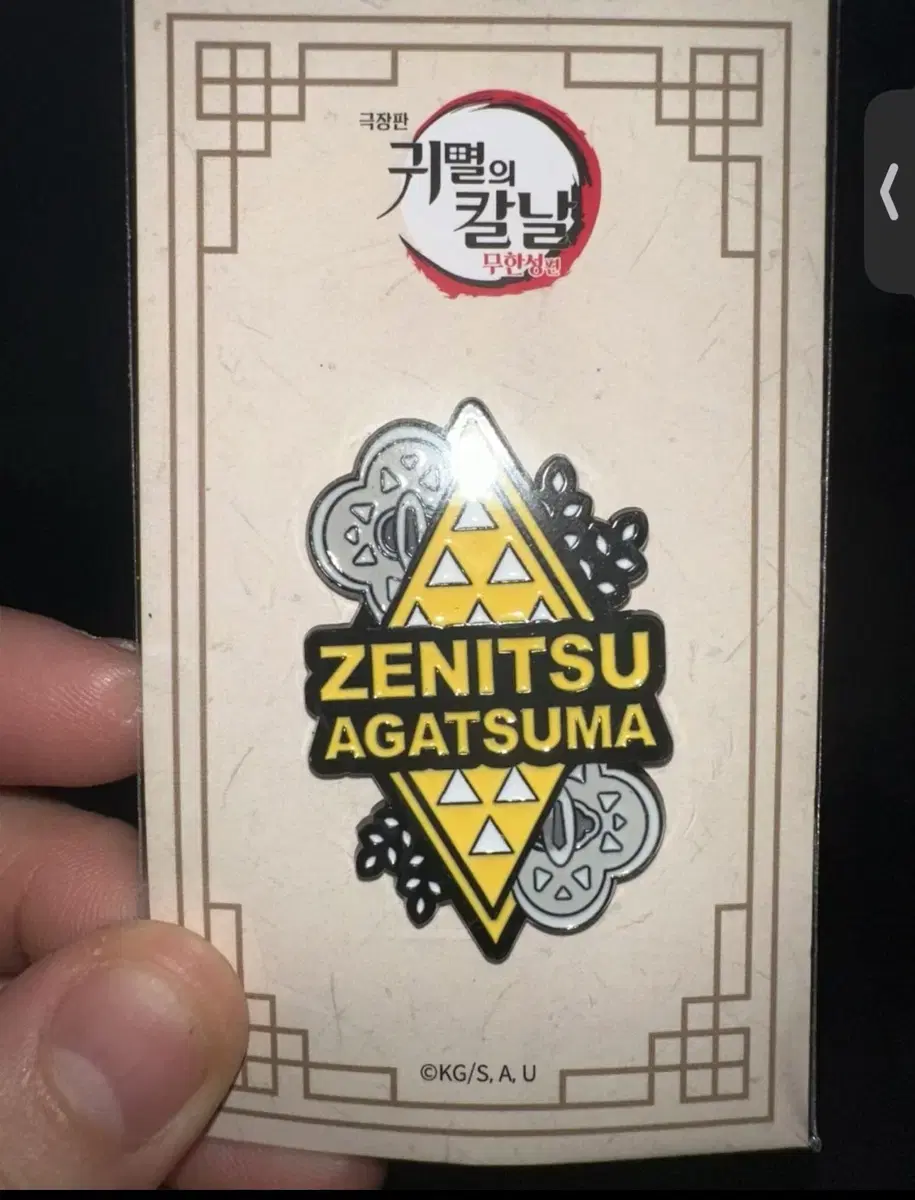 극장판
귀멸의
칼날
무한성편
ZENITSU
AGATSUMA
©KG/S, A, U